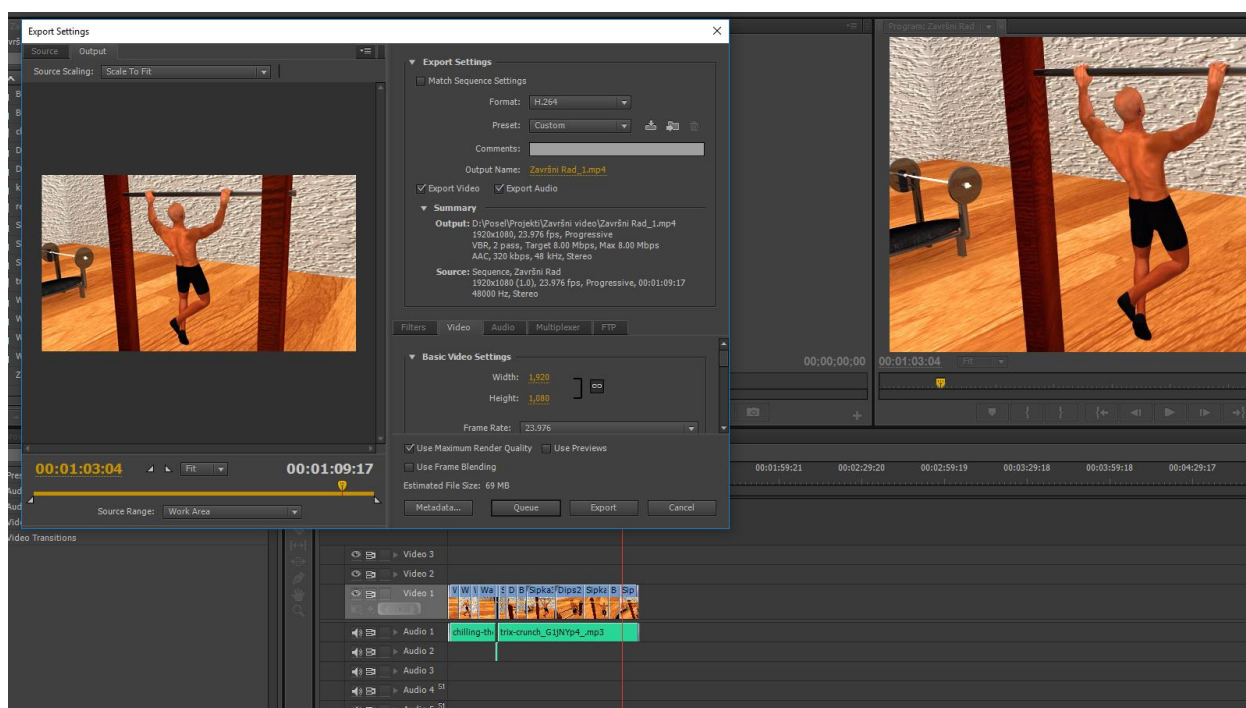 Export Settings
Source Output
Source Scaling: Scale To Fit
Export Settings
Match Sequence Settings
Format: H.264
Preset: Custom
Comments:
Output Name: Završni Rad_1.mp4
Export Video Export Audio
Summary
Output: D:\Posel\Projekti\Završni video\Završni Rad_1.mp4
1920x1080, 23.976 fps, Progressive
VBR, 2 pass, Target 8.00 Mbps, Max 8.00 Mbps
AAC, 320 kbps, 48 kHz, Stereo
Source: Sequence, Završni Rad
1920x1080 (1.0), 23.976 fps, Progressive, 00:01:09:17
48000 Hz, Stereo
Filters Video Audio Multiplexer FTP
Basic Video Settings
Width: 1,920
Height: 1,080
Frame Rate: 23.976
Use Maximum Render Quality Use Previews
Use Frame Blending
Estimated File Size: 69 MB
Metadata... Queue Export Cancel
00:01:03:04 Fit 00:01:09:17
Source Range: Work Area
Program: Završni Rad
00;00;00;00 00:01:03:04 Fit
00:01:59:21 00:02:29:20 00:02:59:19 00:03:29:18 00:03:59:18 00:04:29:17
Video Transitions
Video 3
Video 2
Video 1 V W Wa S D B Sipka Dips2 Sipka B Sip
Audio 1 chilling-the trix-crunch_G1JNYp4_.mp3
Audio 2
Audio 3
Audio 4 51